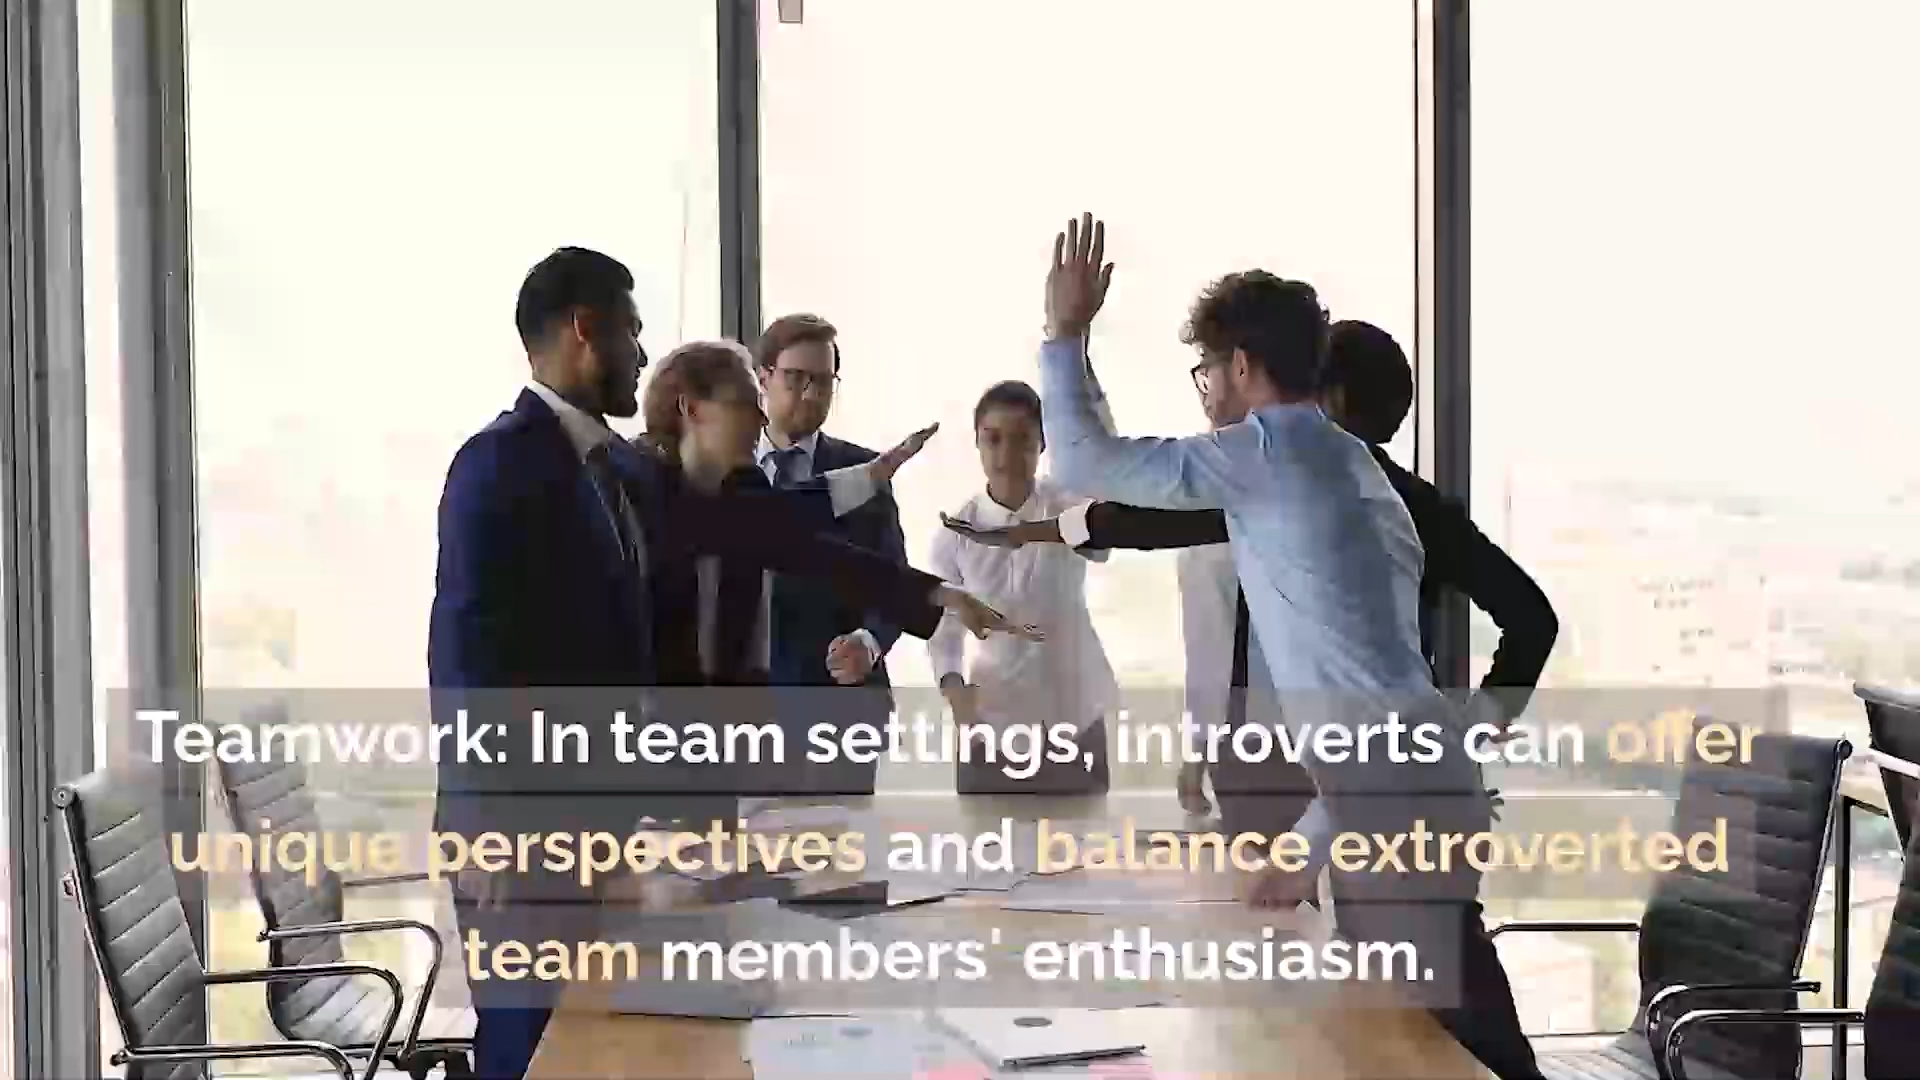 Teamwork: In team settings, introverts can offer
unique perspectives and balance extroverted
team members' enthusiasm.